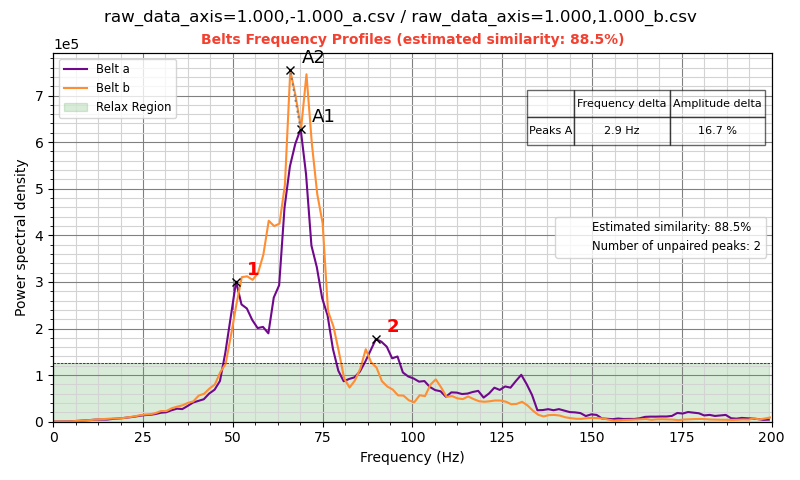 raw_data_axis=1.000,-1.000_a.csv / raw_data_axis=1.000,1.000_b.csv
Belts Frequency Profiles (estimated similarity: 88.5%)
1e5
A2
Belt a
Belt b
Relax Region
Frequency delta Amplitude delta
Peaks A 2.9 Hz 16.7 %
A1
7
6
5
4
3
2
1
0
Power spectral density
Estimated similarity: 88.5%
Number of unpaired peaks: 2
1
2
0 25 50 75 100 125 150 175 200
Frequency (Hz)